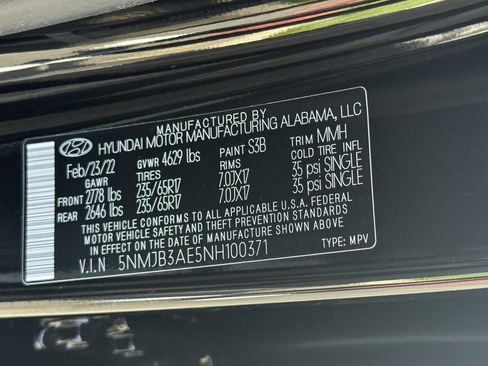 MANUFACTURED BY
HYUNDAI MOTOR MANUFACTURING ALABAMA, LLC
Feb/23/22 GVWR 4629 lbs PAINT S3B TRIM MMH
GAWR TIRES RIMS COLD TIRE INFL
FRONT 2778 lbs 235/65R17 7.0JX17 35 psi SINGLE
REAR 2646 lbs 235/65R17 7.0JX17 35 psi SINGLE
THIS VEHICLE CONFORMS TO ALL APPLICABLE U.S.A. FEDERAL
MOTOR VEHICLE SAFETY AND THEFT PREVENTION STANDARDS
IN EFFECT ON THE DATE OF MANUFACTURE SHOWN ABOVE
V.I.N 5NMJB3AE5NH100371 TYPE: MPV